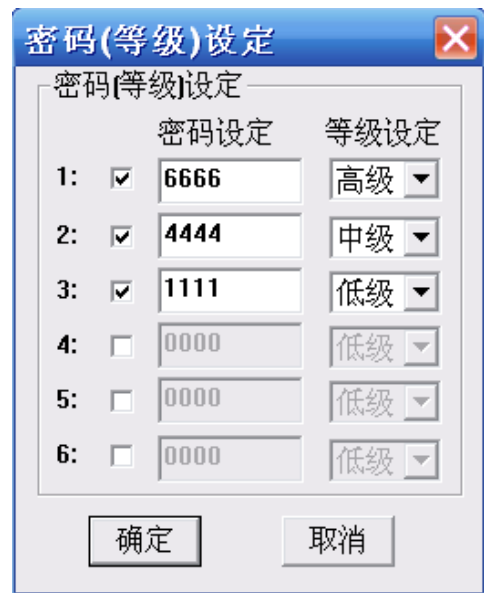 密码(等级)设定
密码(等级)设定
密码设定 等级设定
1: 6666 高级
2: 4444 中级
3: 1111 低级
4: 0000 低级
5: 0000 低级
6: 0000 低级
确定 取消